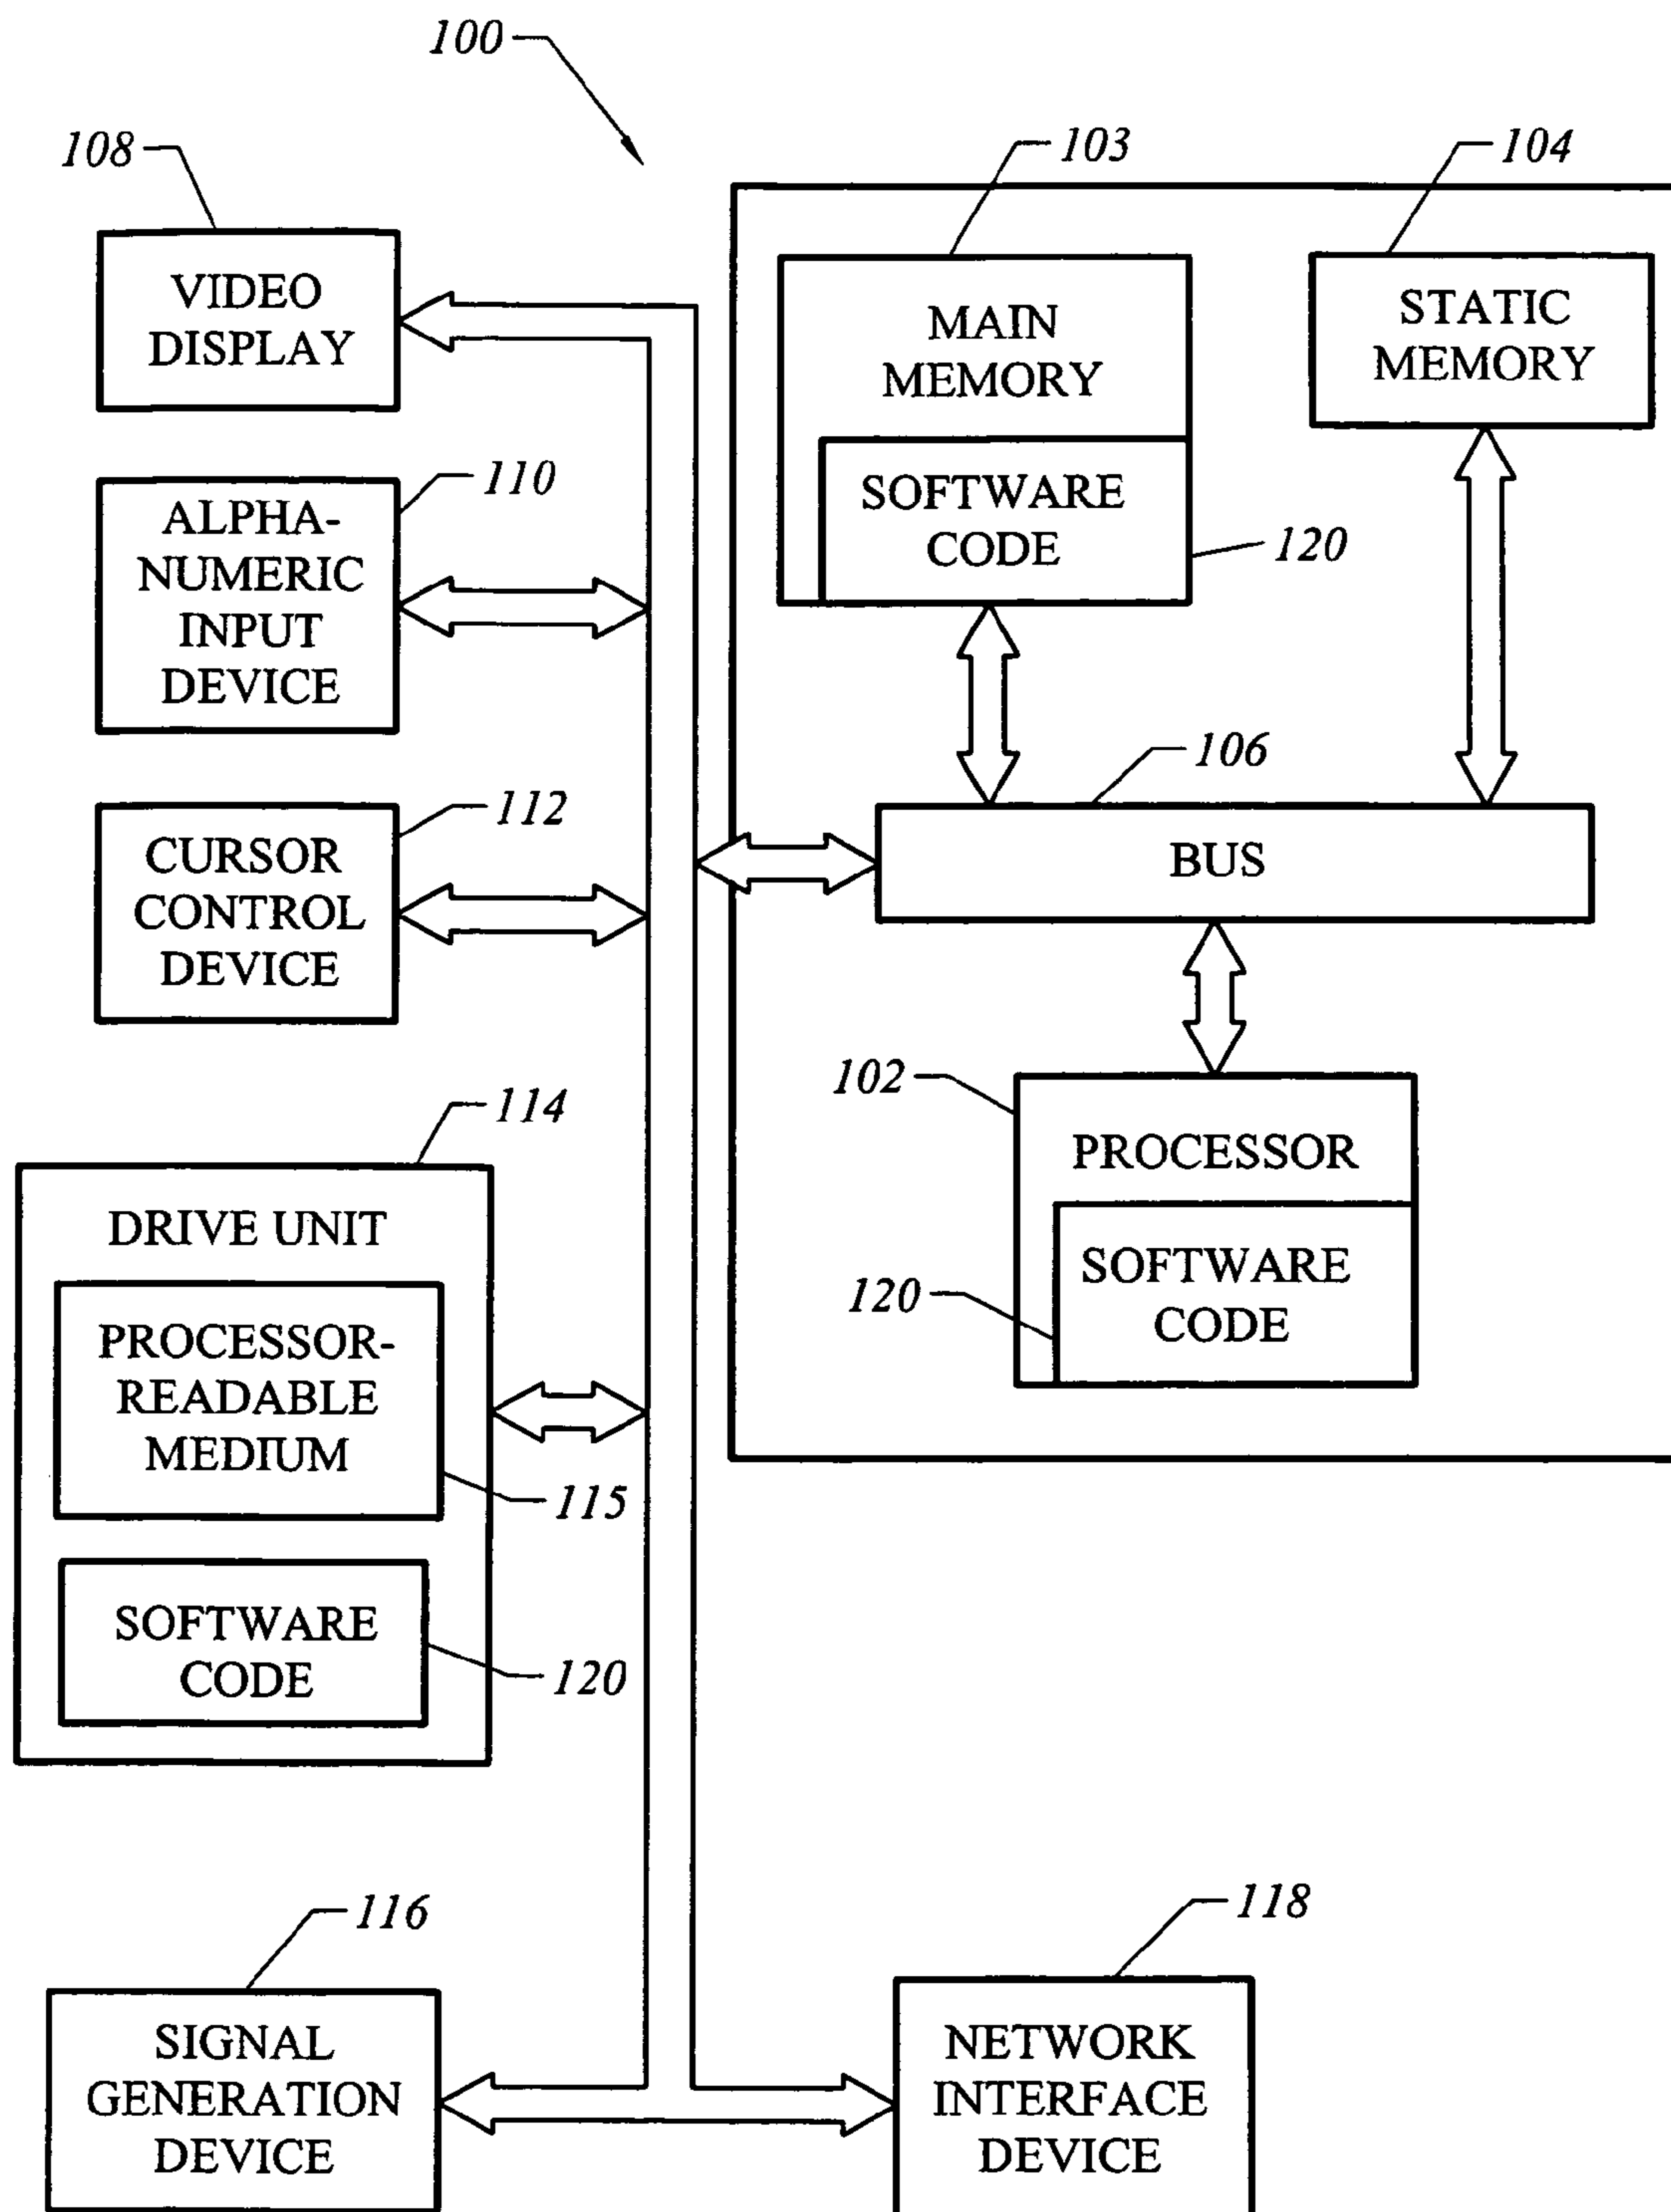 100
108
103
104
VIDEO
DISPLAY
MAIN
MEMORY
STATIC
MEMORY
110
ALPHA-
NUMERIC
INPUT
DEVICE
SOFTWARE
CODE
120
106
112
CURSOR
CONTROL
DEVICE
BUS
102
PROCESSOR
SOFTWARE
CODE
120
114
DRIVE UNIT
PROCESSOR-
READABLE
MEDIUM
115
SOFTWARE
CODE
120
116
118
SIGNAL
GENERATION
DEVICE
NETWORK
INTERFACE
DEVICE